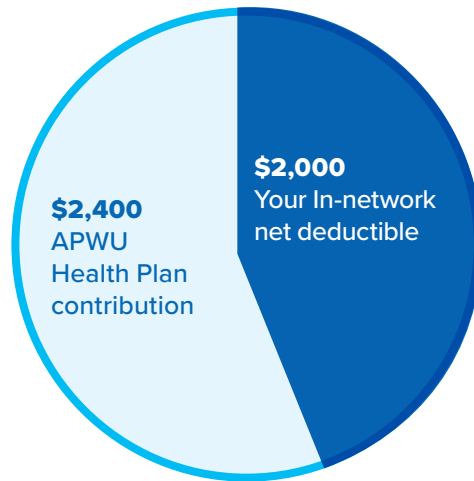 $2,400
APWU
Health Plan
contribution
$2,000
Your In-network
net deductible